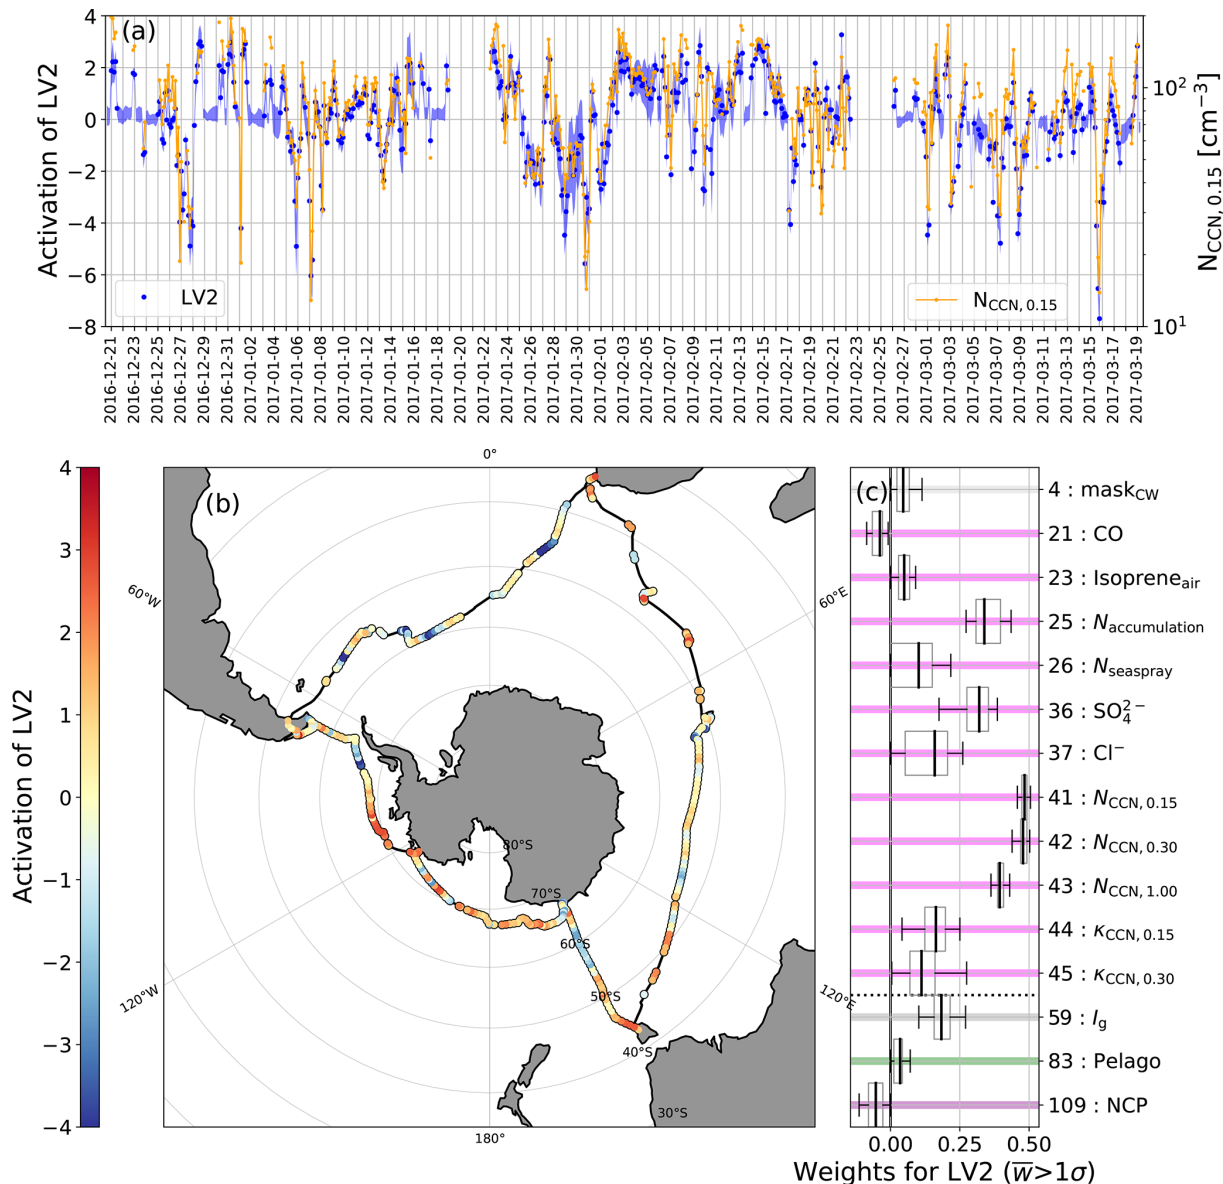 (a)
Activation of LV2
4
2
0
−2
−4
−6
−8
LV2
N_CCN, 0.15
10²
10¹
N_CCN, 0.15 [cm⁻³]
2016-12-21
2016-12-23
2016-12-25
2016-12-27
2016-12-29
2016-12-31
2017-01-02
2017-01-04
2017-01-06
2017-01-08
2017-01-10
2017-01-12
2017-01-14
2017-01-16
2017-01-18
2017-01-20
2017-01-22
2017-01-24
2017-01-26
2017-01-28
2017-01-30
2017-02-01
2017-02-03
2017-02-05
2017-02-07
2017-02-09
2017-02-11
2017-02-13
2017-02-15
2017-02-17
2017-02-19
2017-02-21
2017-02-23
2017-02-25
2017-02-27
2017-03-01
2017-03-03
2017-03-05
2017-03-07
2017-03-09
2017-03-11
2017-03-13
2017-03-15
2017-03-17
2017-03-19
Activation of LV2
4
3
2
1
0
−1
−2
−3
−4
(b)
0°
60°W
60°E
120°W
120°E
180°
80°S
70°S
60°S
50°S
40°S
30°S
(c)
4 : mask_CW
21 : CO
23 : Isoprene_air
25 : N_accumulation
26 : N_seaspray
36 : SO₄²⁻
37 : Cl⁻
41 : N_CCN, 0.15
42 : N_CCN, 0.30
43 : N_CCN, 1.00
44 : κ_CCN, 0.15
45 : κ_CCN, 0.30
59 : I_g
83 : Pelago
109 : NCP
0.00 0.25 0.50
Weights for LV2 (w̅>1σ)